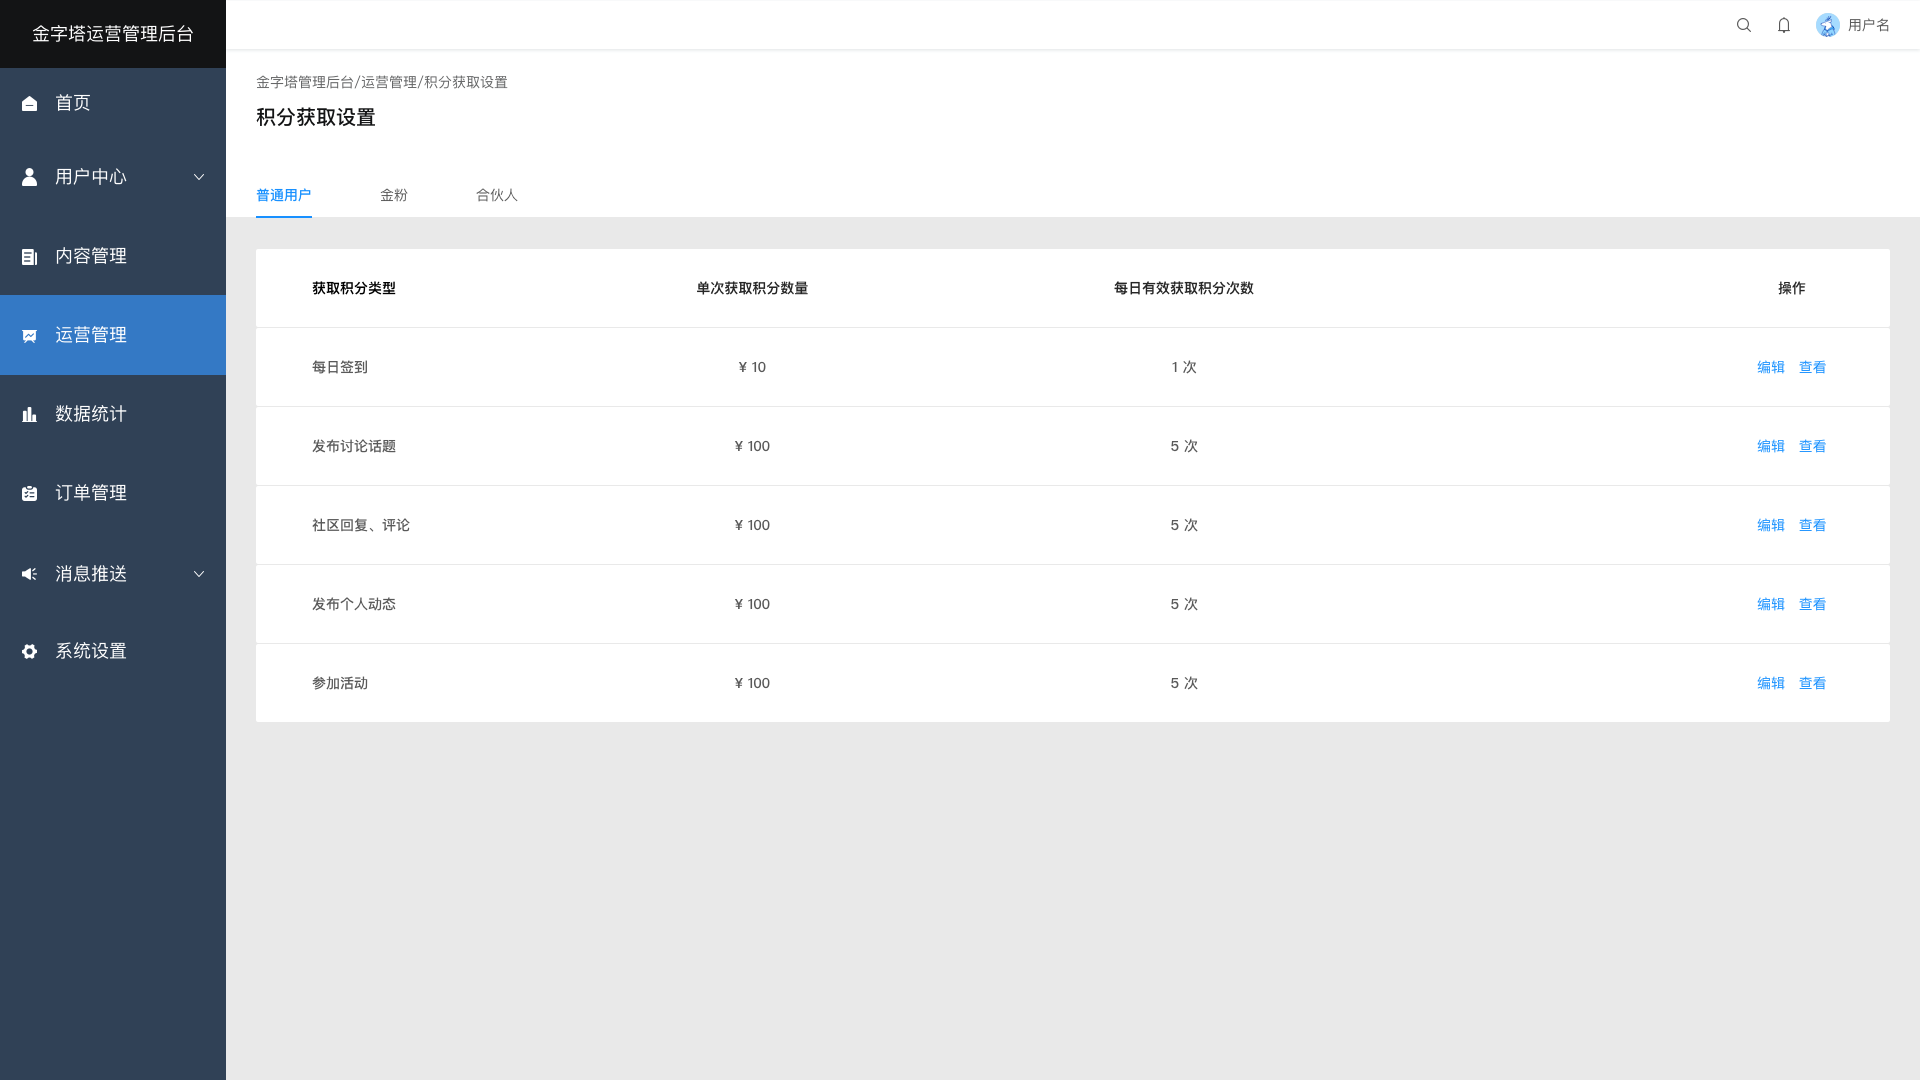 金字塔运营管理后台
首页
用户中心
内容管理
运营管理
数据统计
订单管理
消息推送
系统设置
用户名
金字塔管理后台/运营管理/积分获取设置
积分获取设置
普通用户 金粉 合伙人
获取积分类型 单次获取积分数量 每日有效获取积分次数 操作
每日签到 ¥ 10 1 次 编辑 查看
发布讨论话题 ¥ 100 5 次 编辑 查看
社区回复、评论 ¥ 100 5 次 编辑 查看
发布个人动态 ¥ 100 5 次 编辑 查看
参加活动 ¥ 100 5 次 编辑 查看